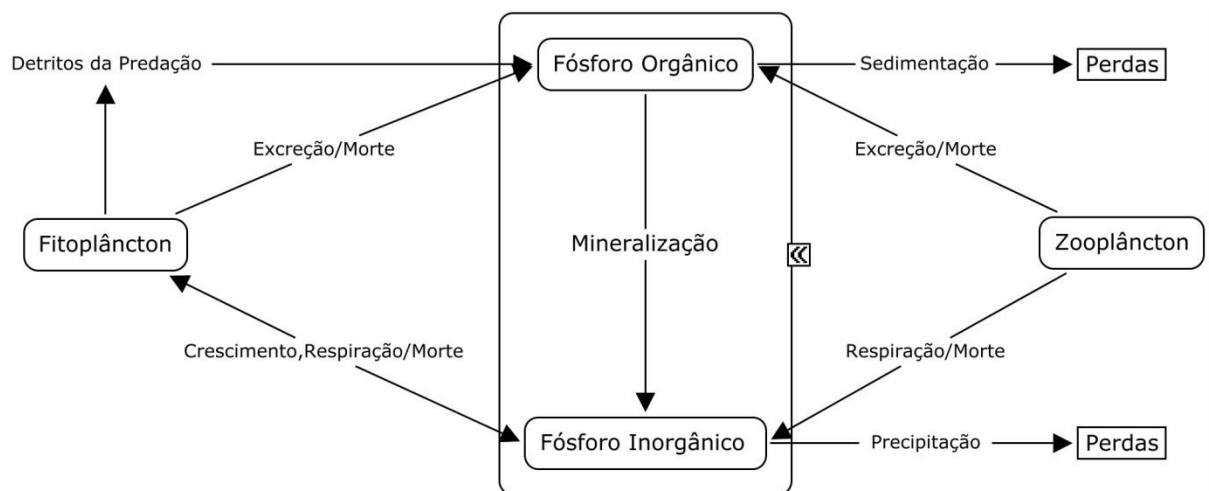 Detritos da Predação
Fósforo Orgânico
Sedimentação
Perdas
Excreção/Morte
Excreção/Morte
Fitoplâncton
Mineralização
Zooplâncton
Crescimento,Respiração/Morte
Respiração/Morte
Fósforo Inorgânico
Precipitação
Perdas